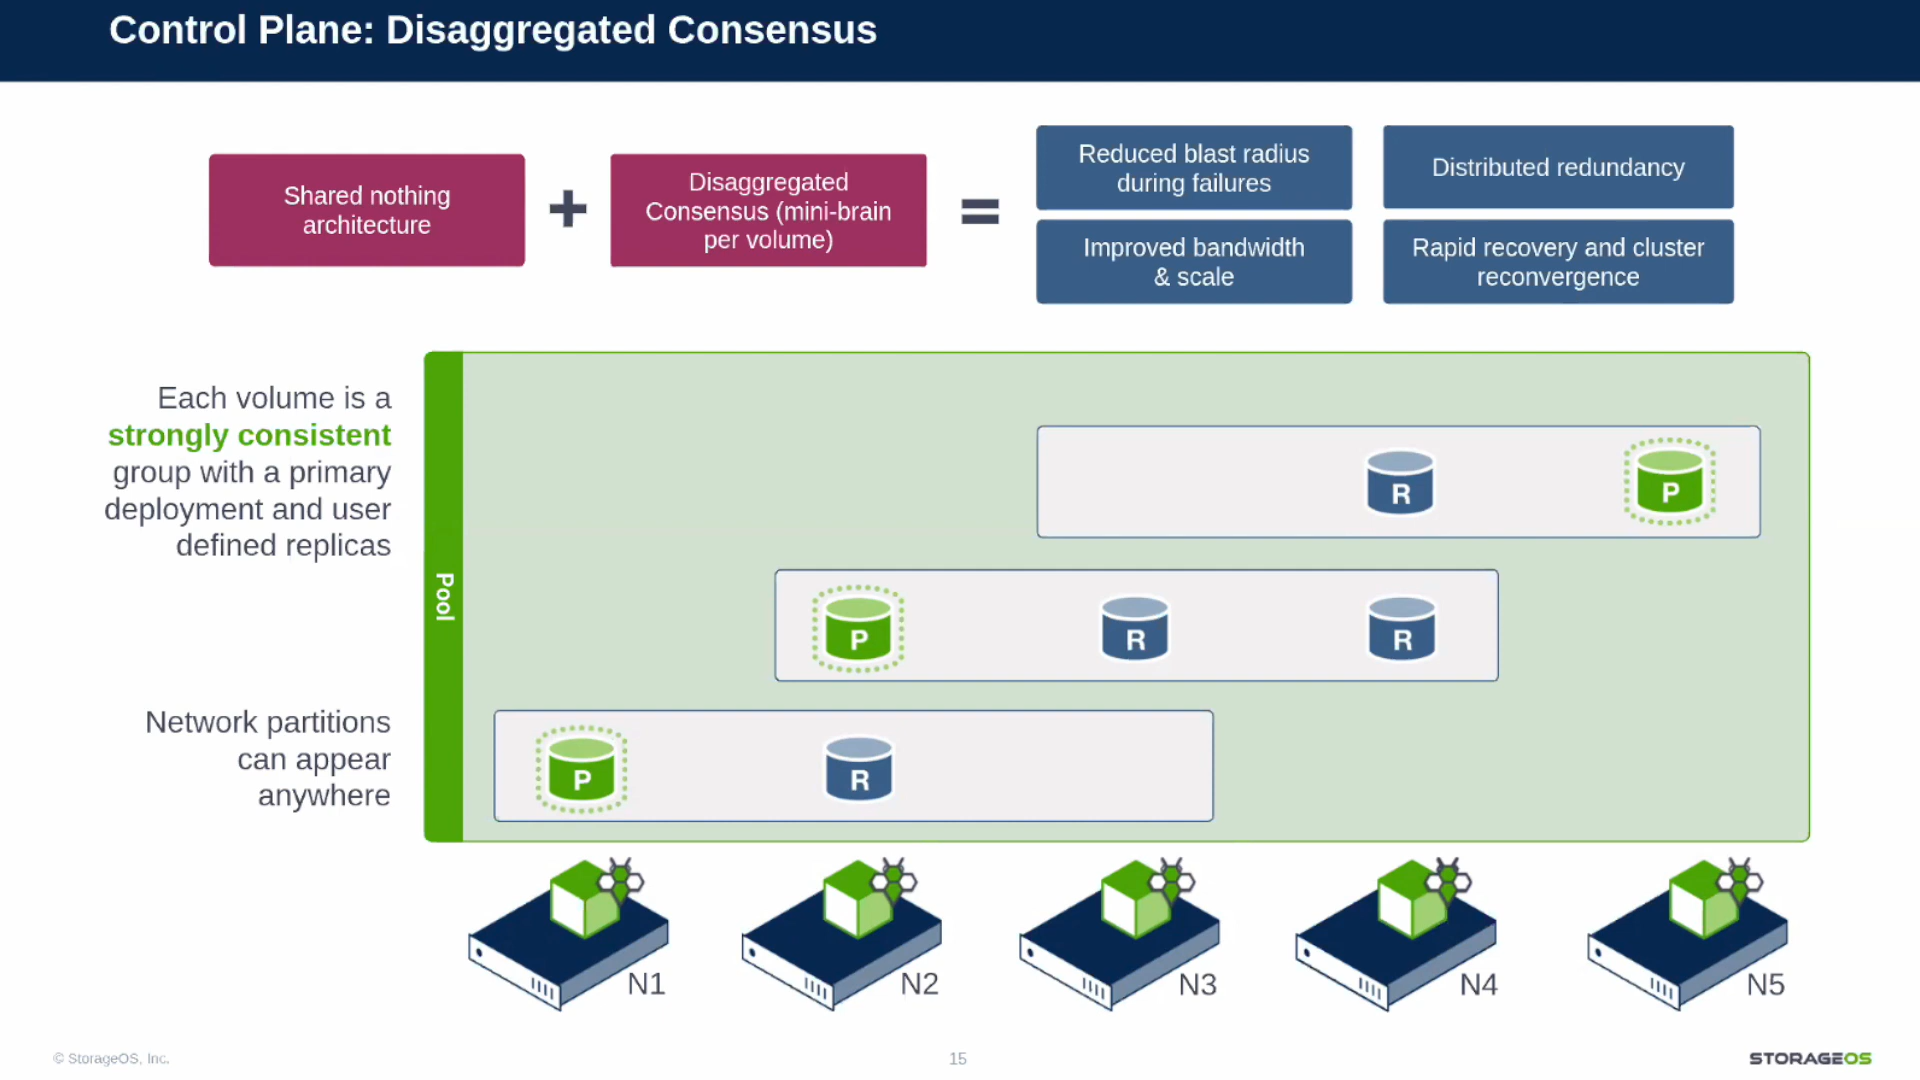 Control Plane: Disaggregated Consensus
Shared nothing
architecture
+
Disaggregated
Consensus (mini-brain
per volume)
=
Reduced blast radius
during failures
Distributed redundancy
Improved bandwidth
& scale
Rapid recovery and cluster
reconvergence
Each volume is a
strongly consistent
group with a primary
deployment and user
defined replicas
Network partitions
can appear
anywhere
Pool
R
P
P
R
R
P
R
N1
N2
N3
N4
N5
© StorageOS, Inc.
15
STORAGEOS